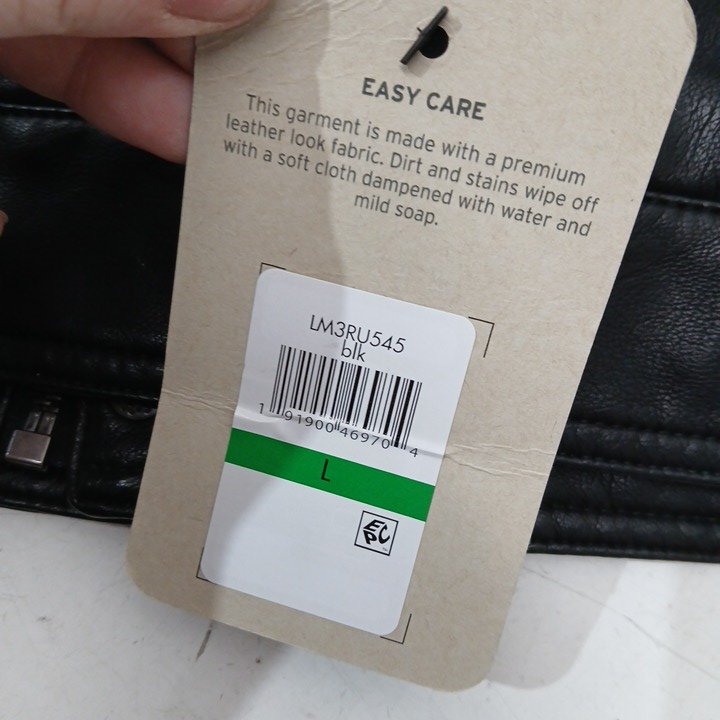 EASY CARE
This garment is made with a premium
leather look fabric. Dirt and stains wipe off
with a soft cloth dampened with water and
mild soap.
LM3RU545
blk
1 91900 46970 4
L
EPC